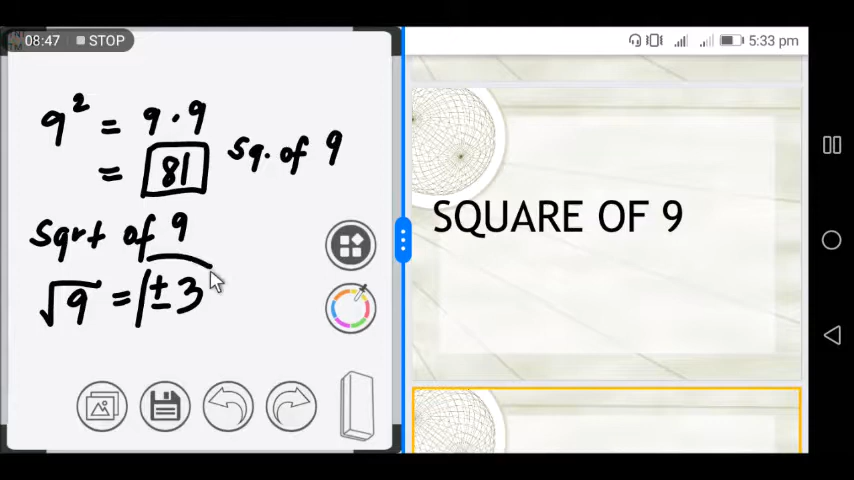 08:47 STOP
5:33 pm
9² = 9 · 9
= 81 Sq. of 9
Sqrt of 9
√9 = ±3
SQUARE OF 9